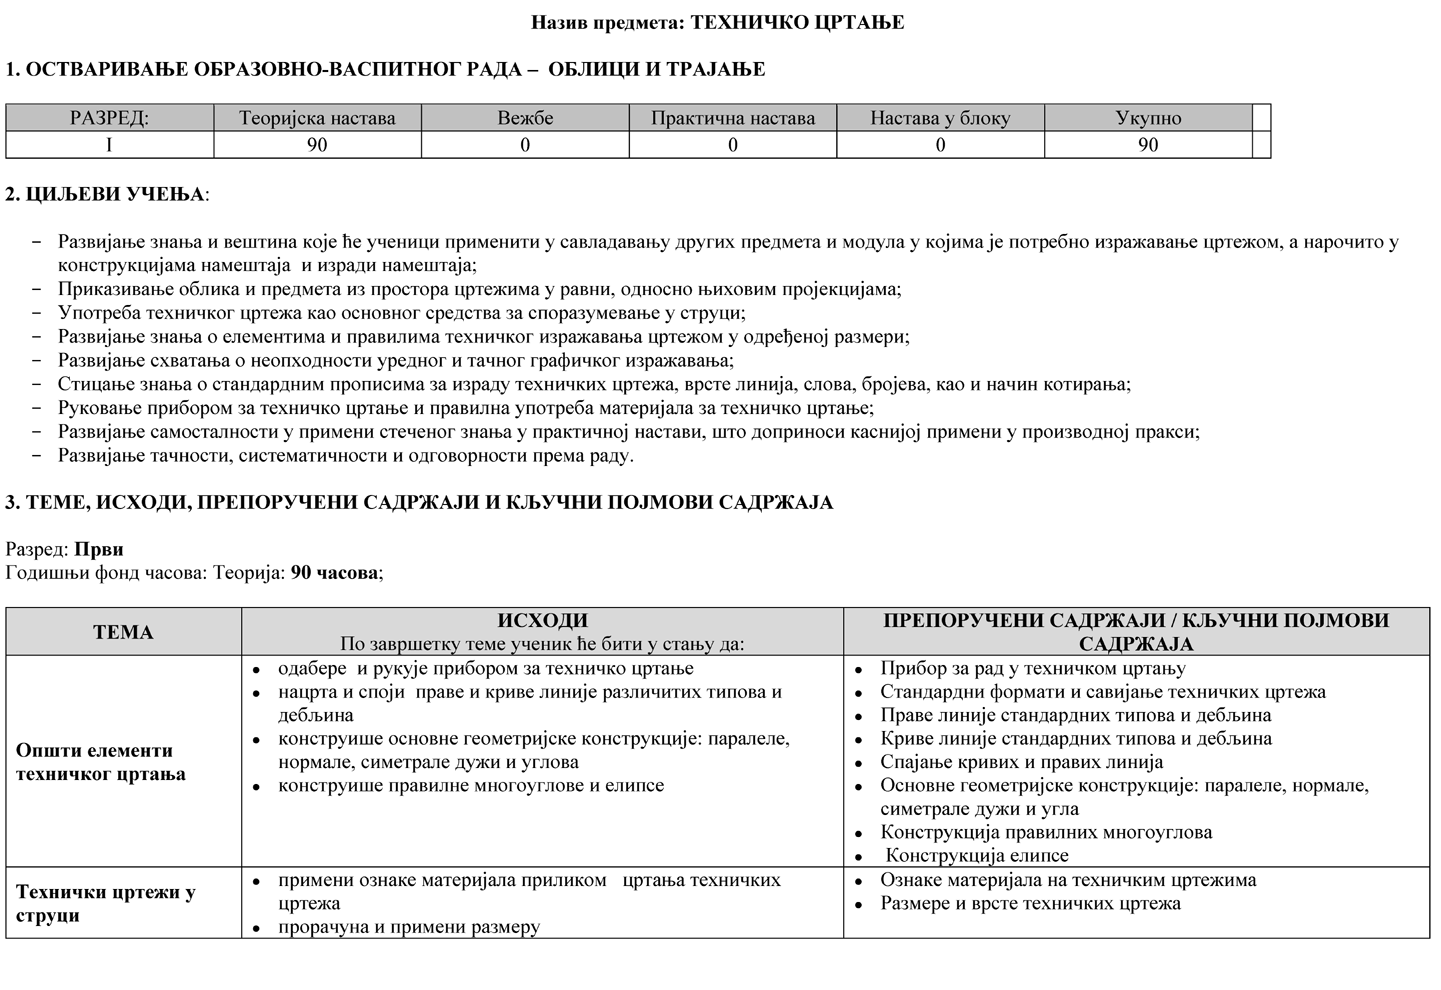 Назив предмета: ТЕХНИЧКО ЦРТАЊЕ
1. ОСТВАРИВАЊЕ ОБРАЗОВНО-ВАСПИТНОГ РАДА – ОБЛИЦИ И ТРАЈАЊЕ
РАЗРЕД: Теоријска настава Вежбе Практична настава Настава у блоку Укупно
I 90 0 0 0 90
2. ЦИЉЕВИ УЧЕЊА:
− Развијање знања и вештина које ће ученици применити у савладавању других предмета и модула у којима је потребно изражавање цртежом, а нарочито у
конструкцијама намештаја и изради намештаја;
− Приказивање облика и предмета из простора цртежима у равни, односно њиховим пројекцијама;
− Употреба техничког цртежа као основног средства за споразумевање у струци;
− Развијање знања о елементима и правилима техничког изражавања цртежом у одређеној размери;
− Развијање схватања о неопходности уредног и тачног графичког изражавања;
− Стицање знања о стандардним прописима за израду техничких цртежа, врсте линија, слова, бројева, као и начин котирања;
− Руковање прибором за техничко цртање и правилна употреба материјала за техничко цртање;
− Развијање самосталности у примени стеченог знања у практичној настави, што доприноси каснијој примени у производној пракси;
− Развијање тачности, систематичности и одговорности према раду.
3. ТЕМЕ, ИСХОДИ, ПРЕПОРУЧЕНИ САДРЖАЈИ И КЉУЧНИ ПОЈМОВИ САДРЖАЈА
Разред: Први
Годишњи фонд часова: Теорија: 90 часова;
ТЕМА
ИСХОДИ
По завршетку теме ученик ће бити у стању да:
ПРЕПОРУЧЕНИ САДРЖАЈИ / КЉУЧНИ ПОЈМОВИ
САДРЖАЈА
Општи елементи
техничког цртања
• одабере и рукује прибором за техничко цртање
• нацрта и споји праве и криве линије различитих типова и
дебљина
• конструише основне геометријске конструкције: паралеле,
нормале, симетрале дужи и углова
• конструише правилне многоуглове и елипсе
• Прибор за рад у техничком цртању
• Стандардни формати и савијање техничких цртежа
• Праве линије стандардних типова и дебљина
• Криве линије стандардних типова и дебљина
• Спајање кривих и правих линија
• Основне геометријске конструкције: паралеле, нормале,
симетрале дужи и угла
• Конструкција правилних многоуглова
• Конструкција елипсе
Технички цртежи у
струци
• примени ознаке материјала приликом цртања техничких
цртежа
• прорачуна и примени размеру
• Ознаке материјала на техничким цртежима
• Размере и врсте техничких цртежа